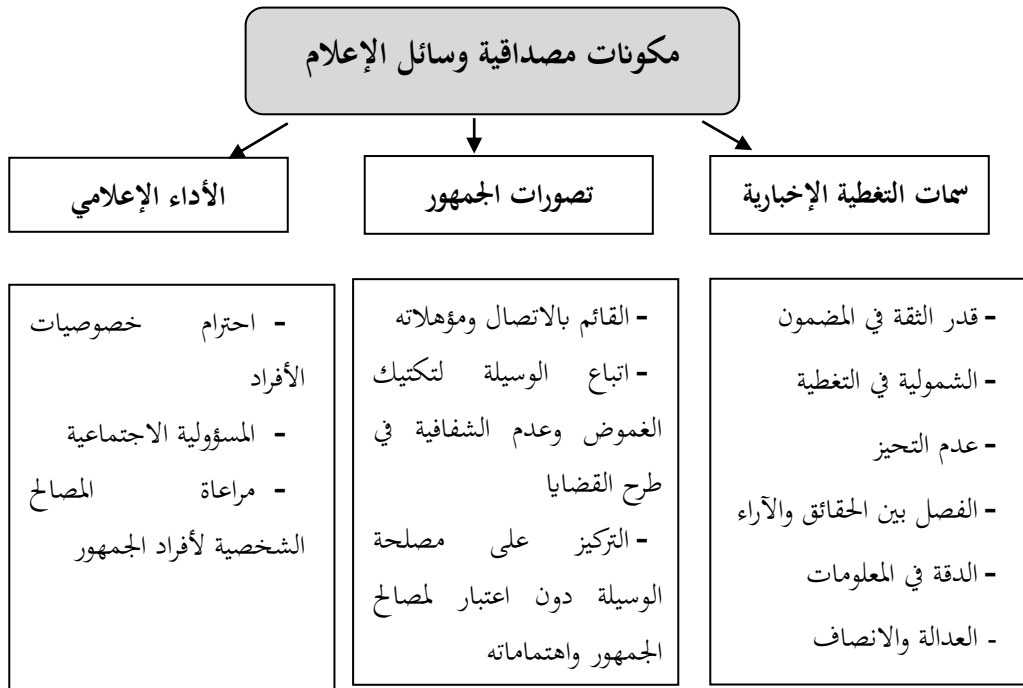 مكونات مصداقية وسائل الإعلام
سمات التغطية الإخبارية
- قدر الثقة في المضمون
- الشمولية في التغطية
- عدم التحيز
- الفصل بين الحقائق والآراء
- الدقة في المعلومات
- العدالة والانصاف
تصورات الجمهور
- القائم بالاتصال ومؤهلاته
- اتباع الوسيلة لتكتيك
الغموض وعدم الشفافية في
طرح القضايا
- التركيز على مصلحة
الوسيلة دون اعتبار لمصالح
الجمهور واهتماماته
الأداء الإعلامي
- احترام خصوصيات
الأفراد
- المسؤولية الاجتماعية
- مراعاة المصالح
الشخصية لأفراد الجمهور